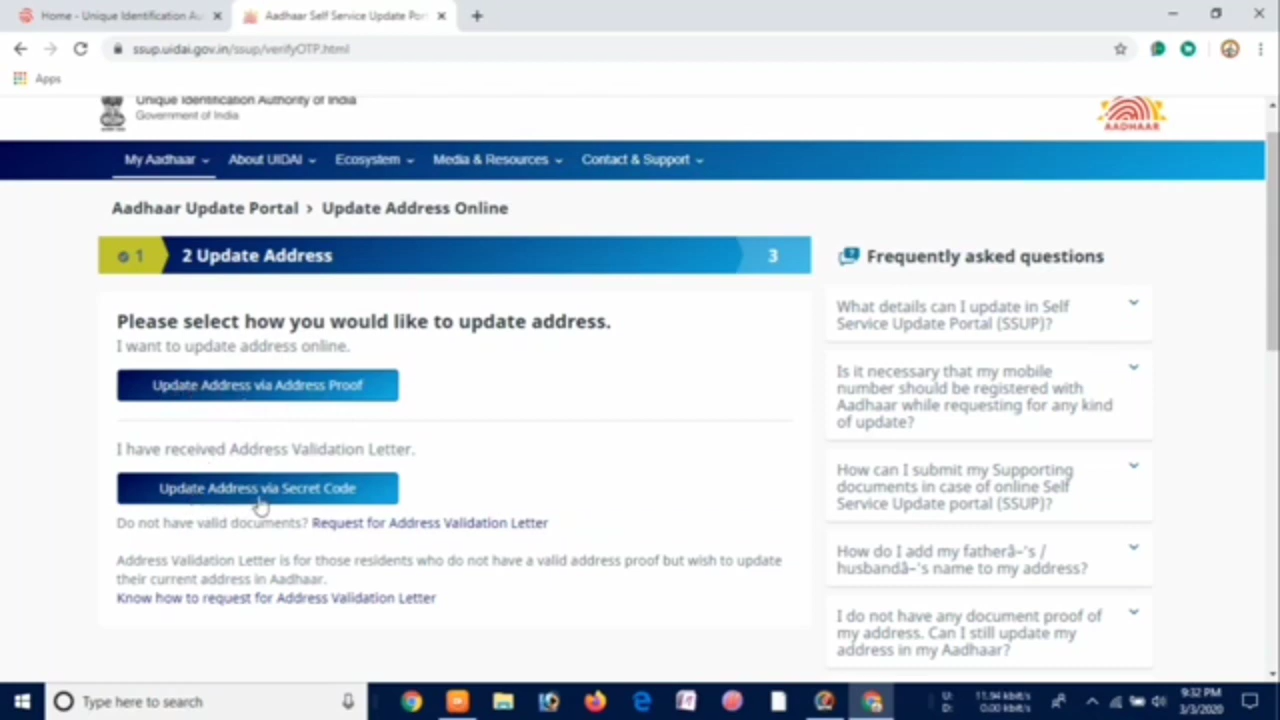 Home - Unique Identification Au
Aadhaar Self Service Update Por
ssup.uidai.gov.in/ssup/verifyOTP.html
Apps
Unique Identification Authority of India
Government of India
AADHAAR
My Aadhaar
About UIDAI
Ecosystem
Media & Resources
Contact & Support
Aadhaar Update Portal > Update Address Online
1
2 Update Address
3
Please select how you would like to update address.
I want to update address online.
Update Address via Address Proof
I have received Address Validation Letter.
Update Address via Secret Code
Do not have valid documents? Request for Address Validation Letter
Address Validation Letter is for those residents who do not have a valid address proof but wish to update
their current address in Aadhaar.
Know how to request for Address Validation Letter
Frequently asked questions
What details can I update in Self
Service Update Portal (SSUP)?
Is it necessary that my mobile
number should be registered with
Aadhaar while requesting for any kind
of update?
How can I submit my Supporting
documents in case of online Self
Service Update portal (SSUP)?
How do I add my fatherâ–'s /
husbandâ–'s name to my address?
I do not have any document proof of
my address. Can I still update my
address in my Aadhaar?
Type here to search
U: 11.94 kbit/s
D: 0.00 kbit/s
9:32 PM
3/3/2020